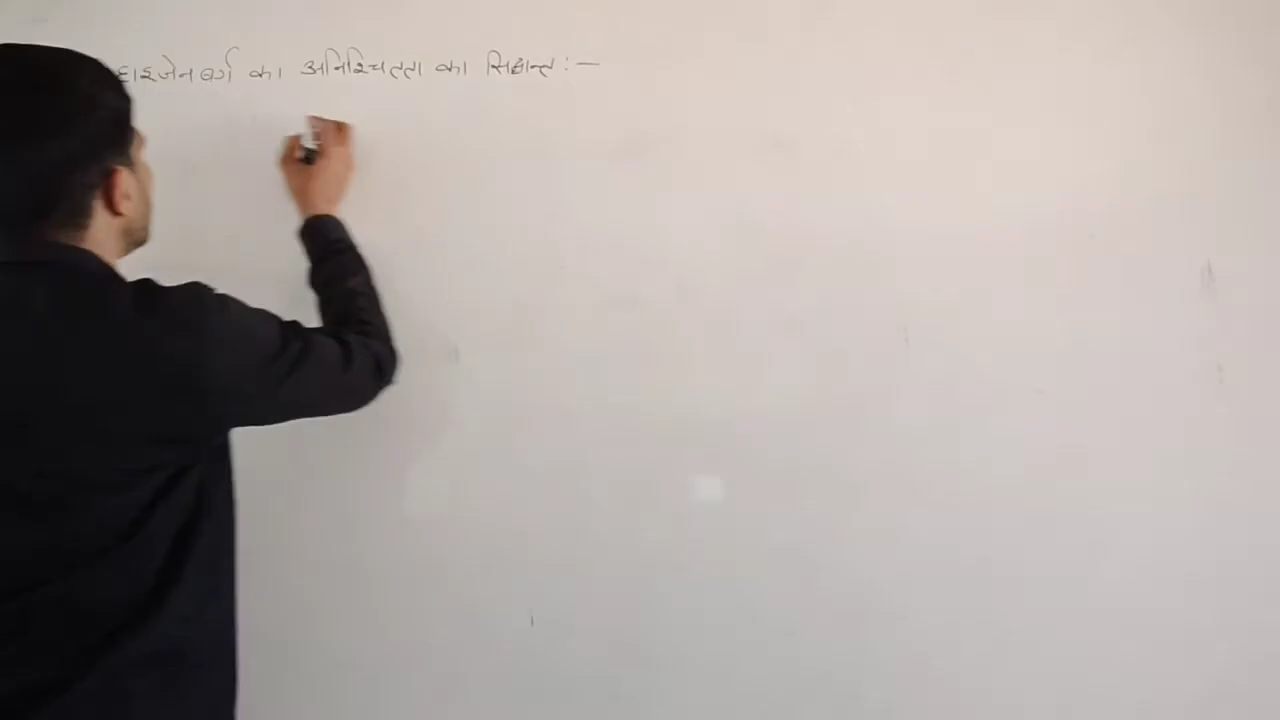 हाइजेनबर्ग का अनिश्चितता का सिद्धान्त :—